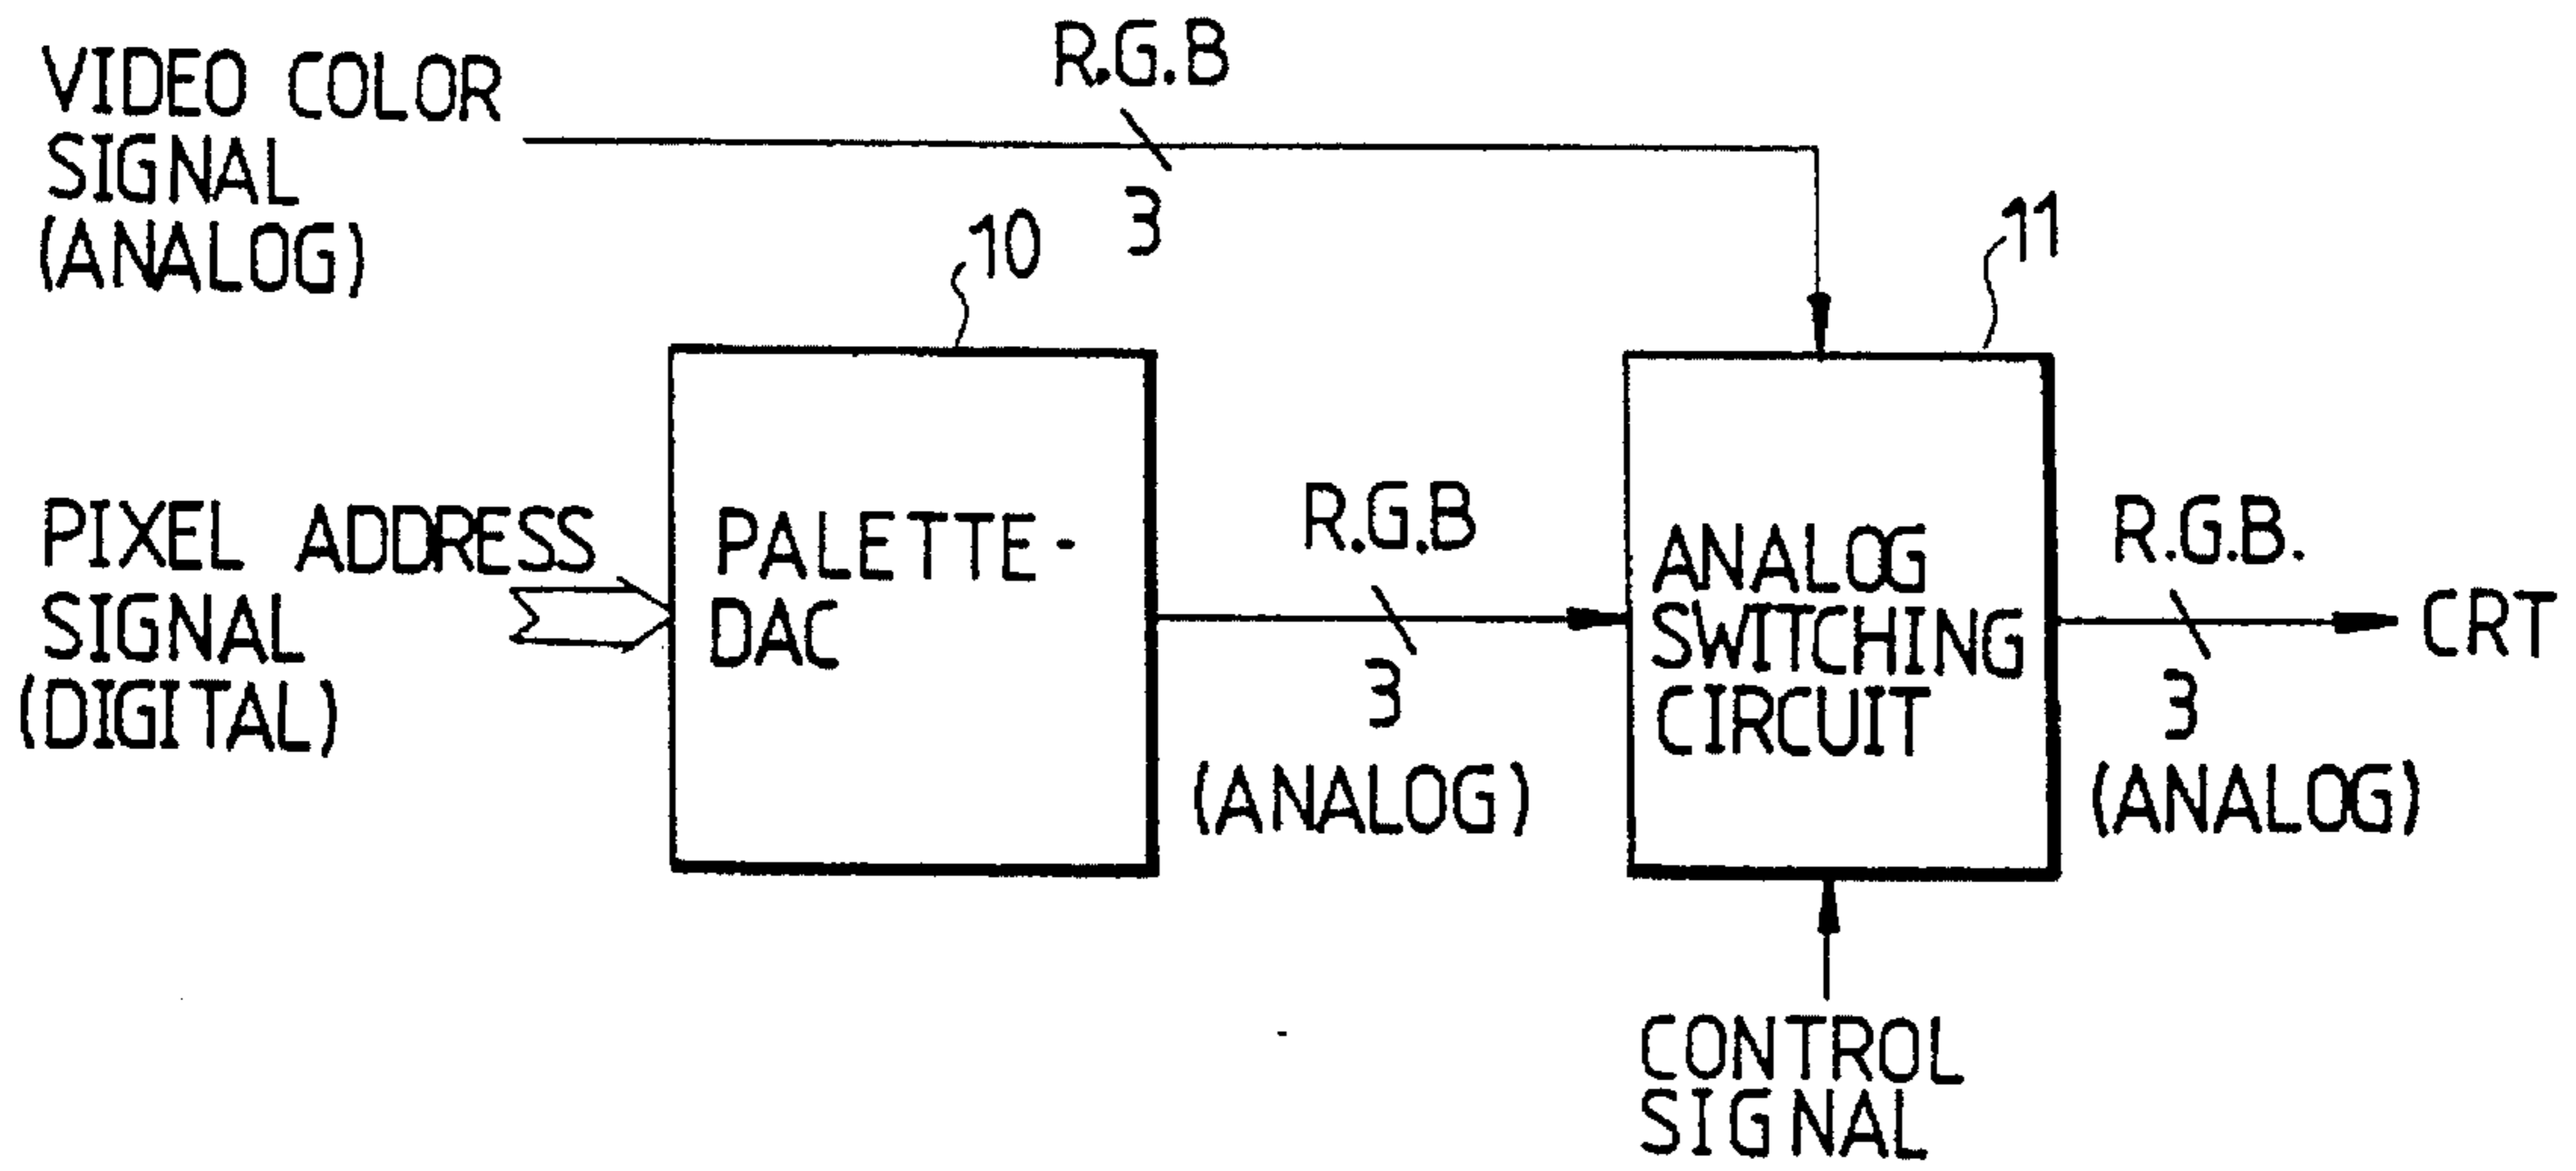 VIDEO COLOR
SIGNAL
(ANALOG)
R.G.B
3
10
11
PIXEL ADDRESS
SIGNAL
(DIGITAL)
PALETTE-
DAC
R.G.B
3
(ANALOG)
ANALOG
SWITCHING
CIRCUIT
R.G.B.
3
(ANALOG)
CRT
CONTROL
SIGNAL